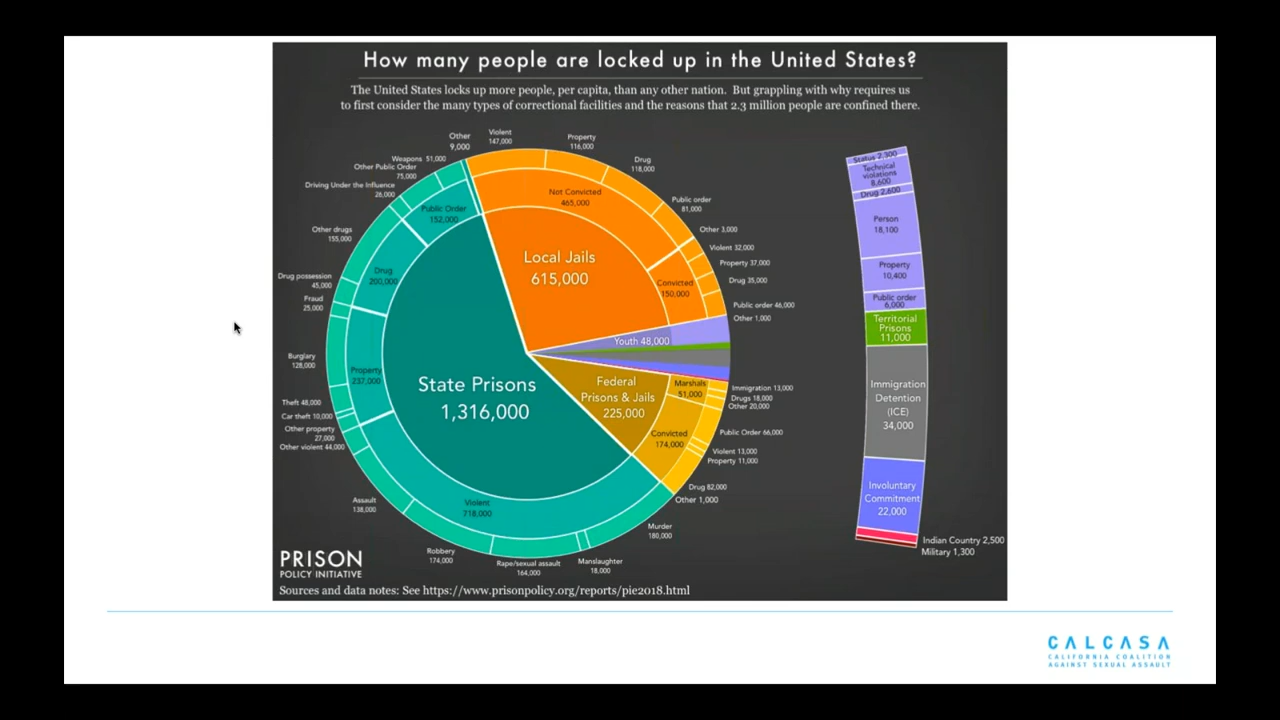 How many people are locked up in the United States?
The United States locks up more people, per capita, than any other nation. But grappling with why requires us
to first consider the many types of correctional facilities and the reasons that 2.3 million people are confined there.
Other
9,000
Violent
147,000
Property
116,000
Drug
118,000
Public order
81,000
Other 3,000
Violent 32,000
Property 37,000
Drug 35,000
Public order 46,000
Other 1,000
Not Convicted
465,000
Local Jails
615,000
Convicted
150,000
Youth 48,000
Weapons 51,000
Other Public Order
75,000
Driving Under the Influence
26,000
Public Order
152,000
Other drugs
155,000
Drug
200,000
Drug possession
45,000
Fraud
25,000
Burglary
128,000
Property
237,000
Theft 48,000
Car theft 10,000
Other property
27,000
Other violent 44,000
State Prisons
1,316,000
Assault
138,000
Violent
718,000
Robbery
174,000
Rape/sexual assault
164,000
Manslaughter
18,000
Murder
180,000
Federal
Prisons & Jails
225,000
Marshals
51,000
Convicted
174,000
Immigration 13,000
Drugs 18,000
Other 20,000
Public Order 66,000
Violent 13,000
Property 11,000
Drug 82,000
Other 1,000
Status 2,300
Technical
violations
8,600
Drug 2,600
Person
18,100
Property
10,400
Public order
6,000
Territorial
Prisons
11,000
Immigration
Detention
(ICE)
34,000
Involuntary
Commitment
22,000
Indian Country 2,500
Military 1,300
PRISON
POLICY INITIATIVE
Sources and data notes: See https://www.prisonpolicy.org/reports/pie2018.html
CALCASA
CALIFORNIA COALITION
AGAINST SEXUAL ASSAULT